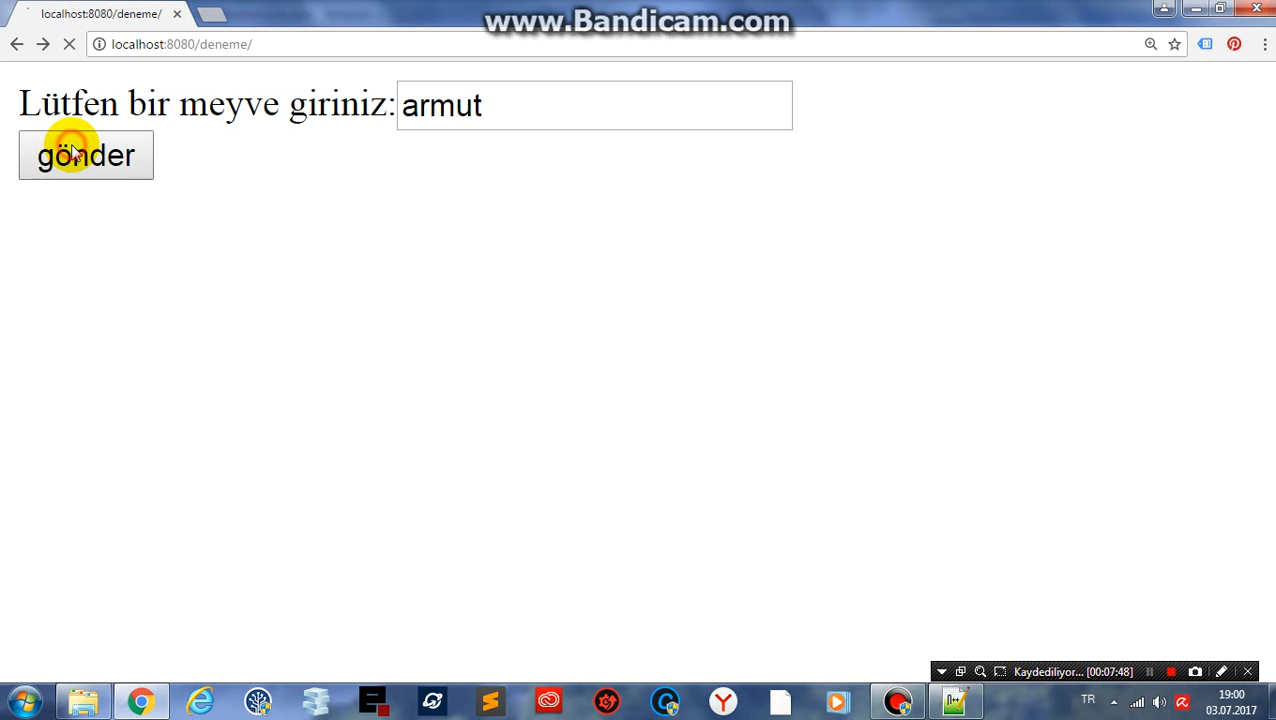 localhost:8080/deneme/
www.Bandicam.com
localhost:8080/deneme/
Lütfen bir meyve giriniz: armut
gönder
Kaydediliyor... [00:07:48]
TR
19:00
03.07.2017